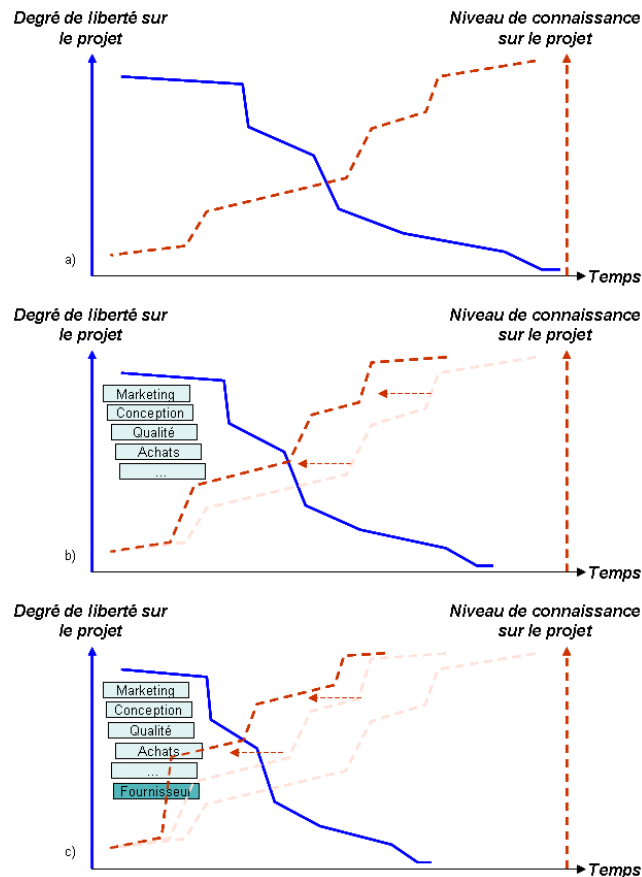 Degré de liberté sur
le projet
Niveau de connaissance
sur le projet
a)
Temps
Degré de liberté sur
le projet
Niveau de connaissance
sur le projet
Marketing
Conception
Qualité
Achats
...
b)
Temps
Degré de liberté sur
le projet
Niveau de connaissance
sur le projet
Marketing
Conception
Qualité
Achats
...
Fournisseur
c)
Temps